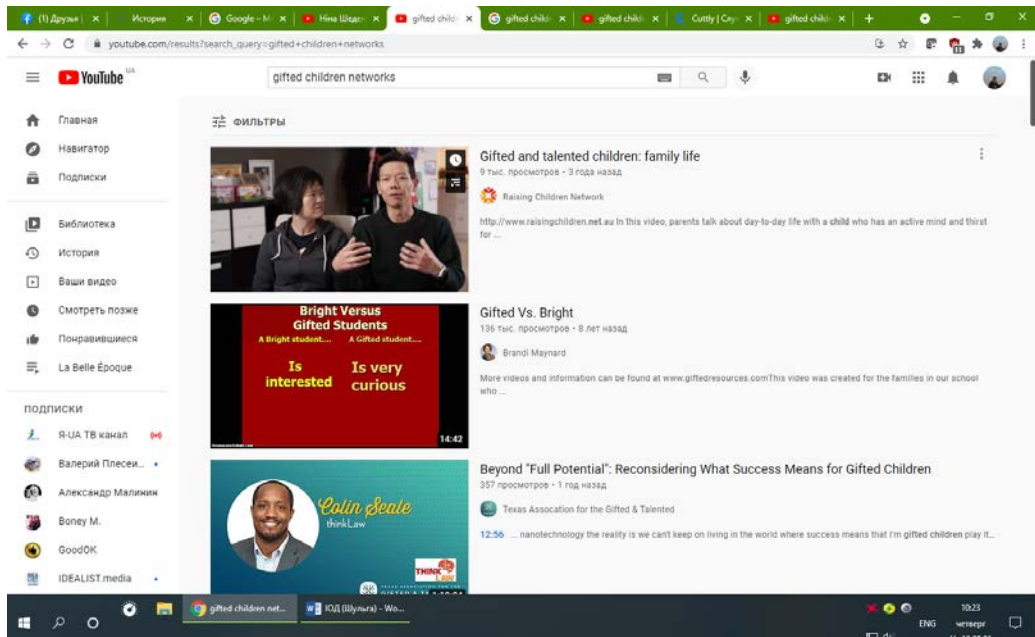 (1) Друзья |
История
Google – М
Ніна Шедє
gifted child
gifted child
gifted child
Cuttly | Сер
gifted child
youtube.com/results?search_query=gifted+children+networks
YouTube UA
gifted children networks
Главная
Навигатор
Подписки
Библиотека
История
Ваши видео
Смотреть позже
Понравившиеся
La Belle Époque
ПОДПИСКИ
Я-UA ТВ канал
Валерий Плесеи...
Александр Малинин
Boney M.
GoodOK
IDEALIST.media
ФИЛЬТРЫ
Gifted and talented children: family life
9 тыс. просмотров • 3 года назад
Raising Children Network
http://www.raisingchildren.net.au In this video, parents talk about day-to-day life with a child who has an active mind and thirst
for ...
Bright Versus
Gifted Students
A Bright student.... A Gifted student....
Is interested
Is very curious
14:42
Gifted Vs. Bright
136 тыс. просмотров • 8 лет назад
Brandi Maynard
More videos and information can be found at www.giftedresources.comThis video was created for the families in our school
who ...
Colin Seale
thinkLaw
THINK
LAW
Beyond "Full Potential": Reconsidering What Success Means for Gifted Children
357 просмотров • 1 год назад
Texas Assocation for the Gifted & Talented
12:56 ... nanotechnology the reality is we can't keep on living in the world where success means that I'm gifted children play it...
gifted children net...
ІОД (Шульга) - Wo...
10:23
ENG
четверг